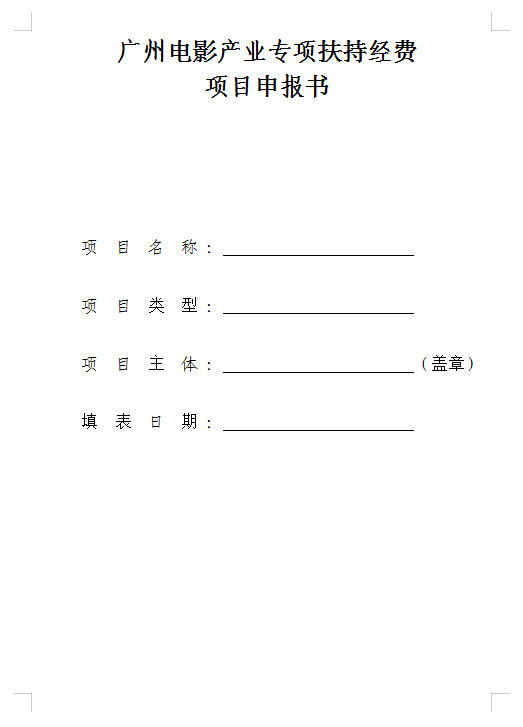 广州电影产业专项扶持经费
项目申报书
项 目 名 称：
项 目 类 型：
项 目 主 体：（盖章）
填 表 日 期：